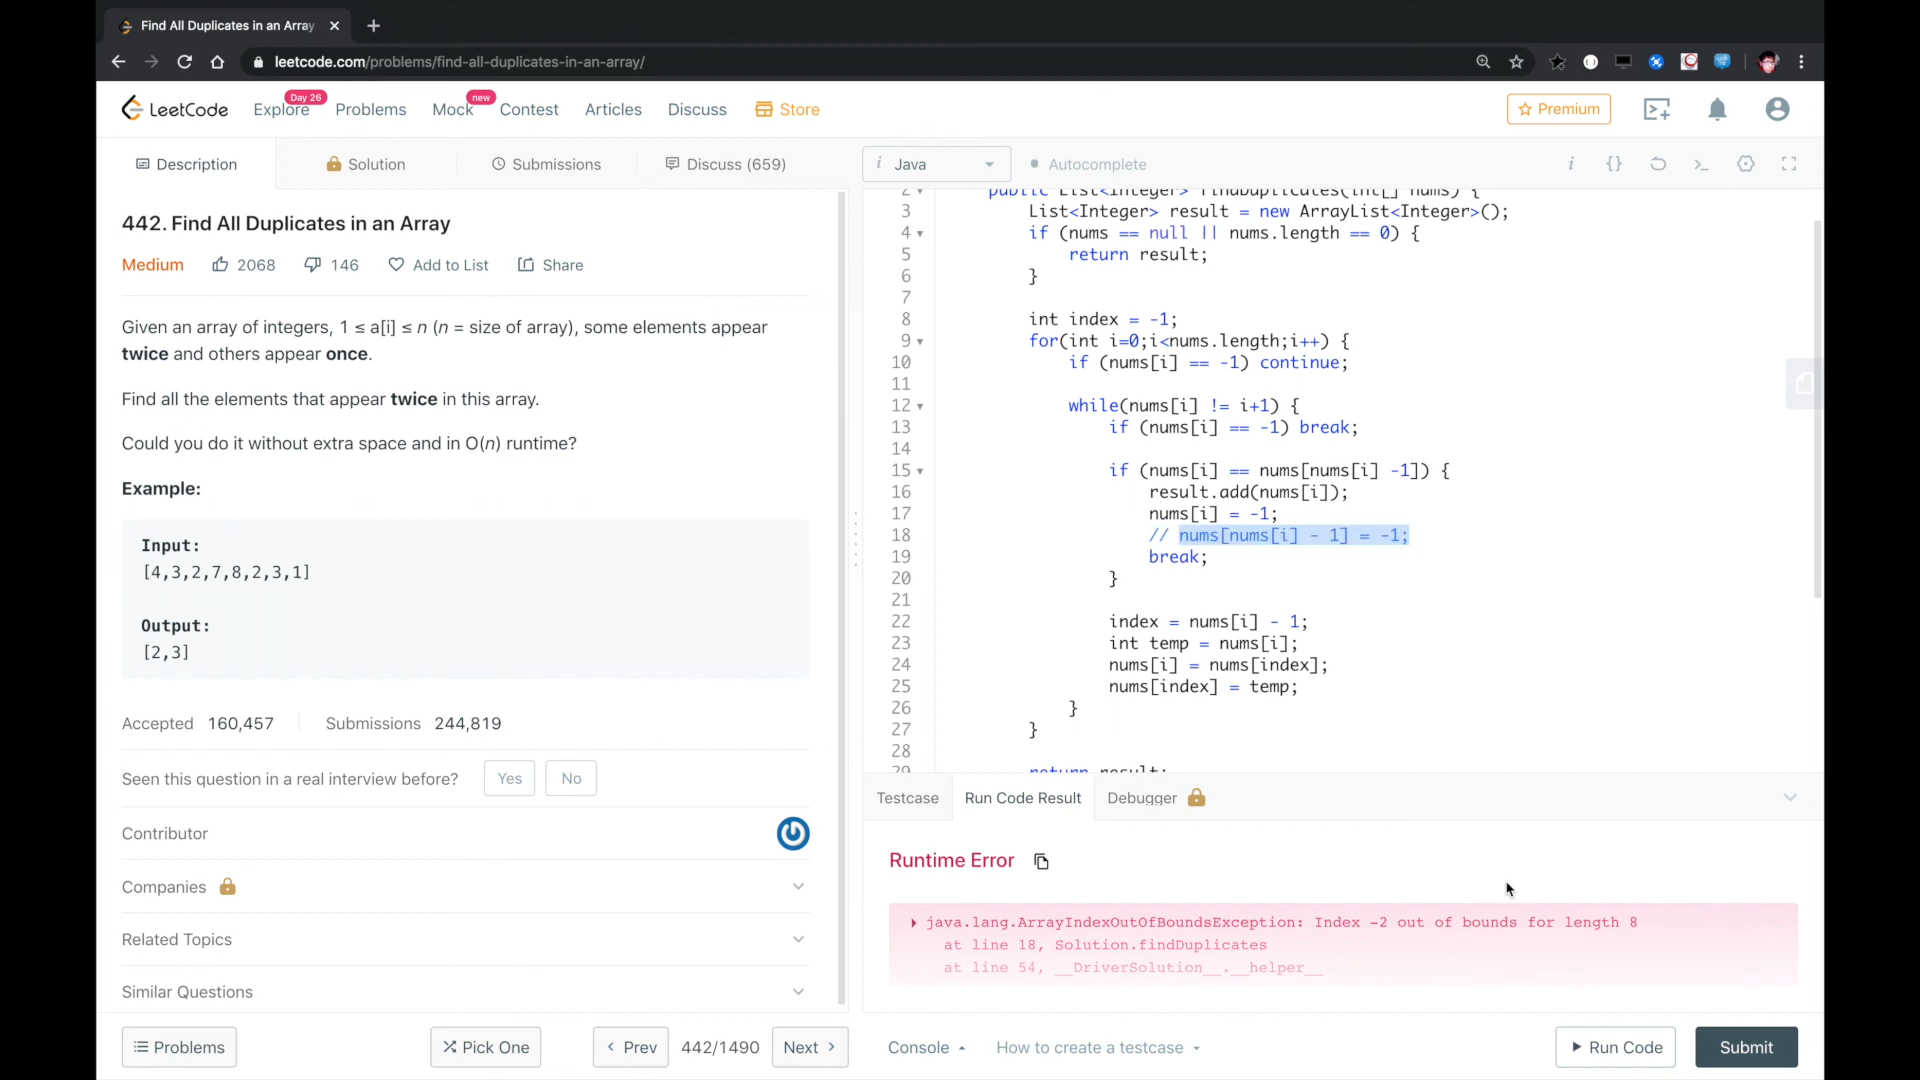 Find All Duplicates in an Array
leetcode.com/problems/find-all-duplicates-in-an-array/
LeetCode
Explore
Day 26
Problems
Mock
new
Contest
Articles
Discuss
Store
Premium
Description
Solution
Submissions
Discuss (659)
i Java
Autocomplete
442. Find All Duplicates in an Array
Medium 2068 146 Add to List Share
Given an array of integers, 1 ≤ a[i] ≤ n (n = size of array), some elements appear
twice and others appear once.
Find all the elements that appear twice in this array.
Could you do it without extra space and in O(n) runtime?
Example:
Input:
[4,3,2,7,8,2,3,1]
Output:
[2,3]
Accepted 160,457 Submissions 244,819
Seen this question in a real interview before? Yes No
Contributor
Companies
Related Topics
Similar Questions
Problems
Pick One
Prev
442/1490
Next
2 public List<Integer> findDuplicates(int[] nums) {
3 List<Integer> result = new ArrayList<Integer>();
4 if (nums == null || nums.length == 0) {
5 return result;
6 }
7
8 int index = -1;
9 for(int i=0;i<nums.length;i++) {
10 if (nums[i] == -1) continue;
11
12 while(nums[i] != i+1) {
13 if (nums[i] == -1) break;
14
15 if (nums[i] == nums[nums[i] -1]) {
16 result.add(nums[i]);
17 nums[i] = -1;
18 // nums[nums[i] - 1] = -1;
19 break;
20 }
21
22 index = nums[i] - 1;
23 int temp = nums[i];
24 nums[i] = nums[index];
25 nums[index] = temp;
26 }
27 }
28
29 return result;
Testcase
Run Code Result
Debugger
Runtime Error
java.lang.ArrayIndexOutOfBoundsException: Index -2 out of bounds for length 8
at line 18, Solution.findDuplicates
at line 54, __DriverSolution__.__helper__
Console
How to create a testcase
Run Code
Submit